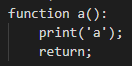 function a():
    print('a');
    return;